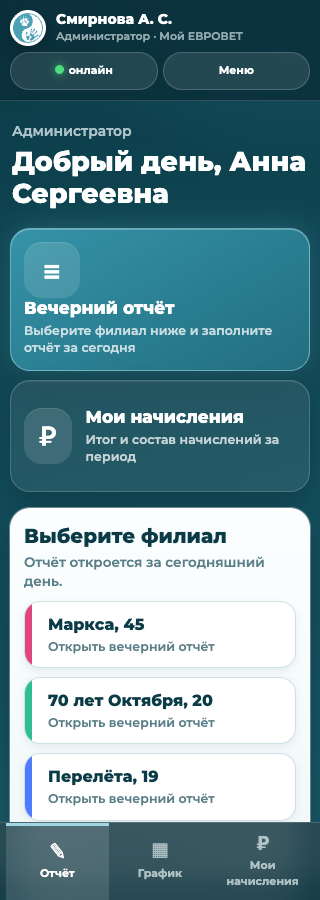 Смирнова А. С.
Администратор · Мой ЕВРОВЕТ
онлайн
Меню
Администратор
Добрый день, Анна
Сергеевна
Вечерний отчёт
Выберите филиал ниже и заполните
отчёт за сегодня
₽
Мои начисления
Итог и состав начислений за
период
Выберите филиал
Отчёт откроется за сегодняшний
день.
Маркса, 45
Открыть вечерний отчёт
70 лет Октября, 20
Открыть вечерний отчёт
Перелёта, 19
Открыть вечерний отчёт
Отчёт
График
₽
Мои
начисления